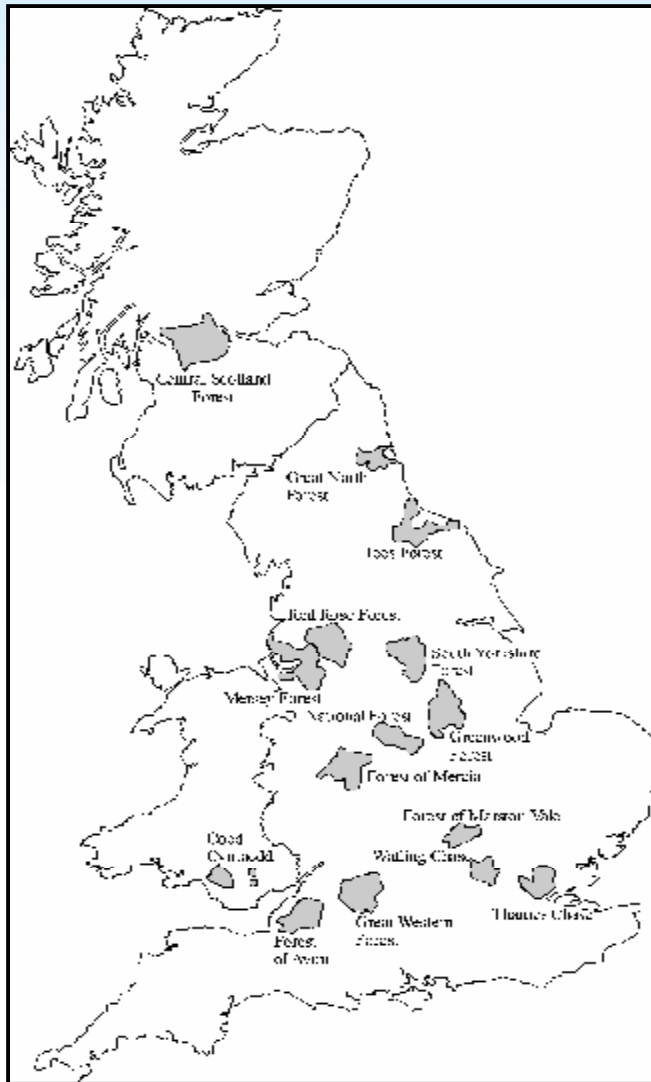 Central Scotland
Forest
Great North
Forest
Tees Forest
Red Rose Forest
South Yorkshire
Forest
Mersey Forest
National Forest
Greenwood
Forest
Forest of Mercia
Forest of Marston Vale
Coed
Watling Chase
Thames Chase
Great Western
Forest
Forest
of Avon